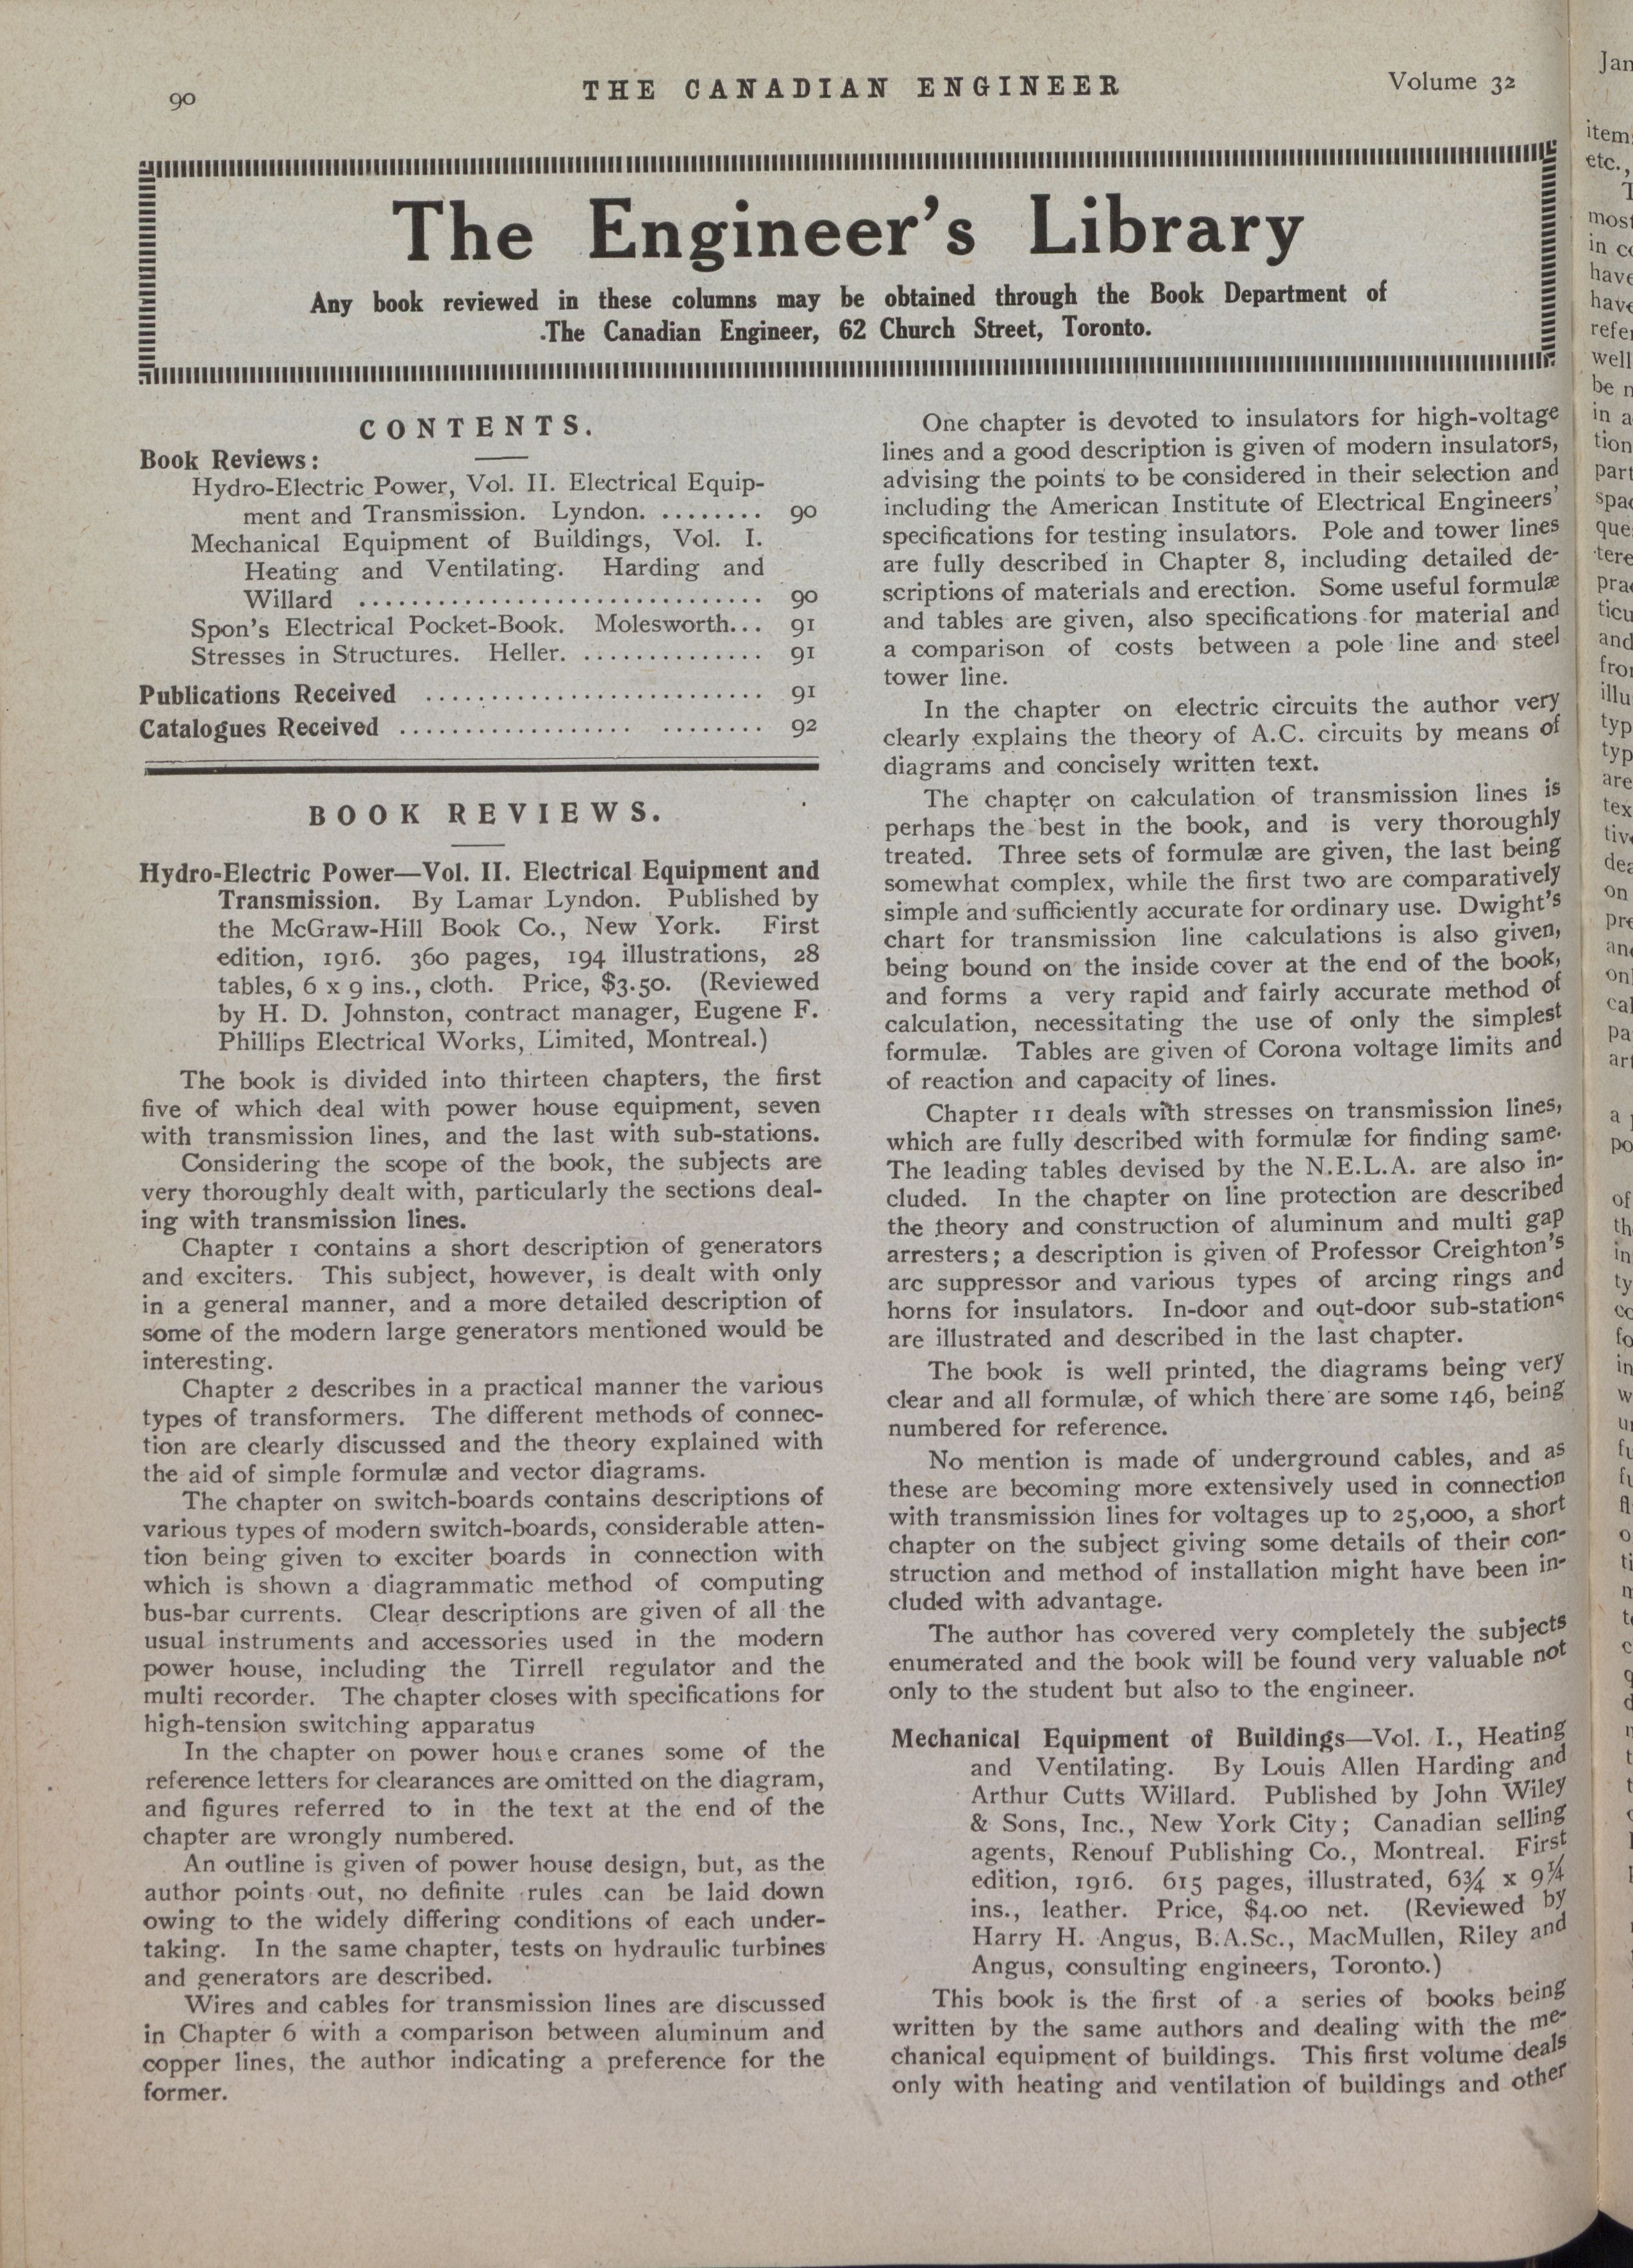 90
THE CANADIAN ENGINEER
Volume 32
The Engineer's Library
Any book reviewed in these columns may be obtained through the Book Department of
The Canadian Engineer, 62 Church Street, Toronto.
CONTENTS.
Book Reviews:
Hydro-Electric Power, Vol. II. Electrical Equip-
ment and Transmission. Lyndon. ........ 90
Mechanical Equipment of Buildings, Vol. I.
Heating and Ventilating. Harding and
Willard .............................. 90
Spon's Electrical Pocket-Book. Molesworth... 91
Stresses in Structures. Heller. .............. 91
Publications Received ......................... 91
Catalogues Received .................. ........ 92
BOOK REVIEWS.
Hydro-Electric Power—Vol. II. Electrical Equipment and
Transmission. By Lamar Lyndon. Published by
the McGraw-Hill Book Co., New York. First
edition, 1916. 360 pages, 194 illustrations, 28
tables, 6 x 9 ins., cloth. Price, $3.50. (Reviewed
by H. D. Johnston, contract manager, Eugene F.
Phillips Electrical Works, Limited, Montreal.)
The book is divided into thirteen chapters, the first
five of which deal with power house equipment, seven
with transmission lines, and the last with sub-stations.
Considering the scope of the book, the subjects are
very thoroughly dealt with, particularly the sections deal-
ing with transmission lines.
Chapter 1 contains a short description of generators
and exciters. This subject, however, is dealt with only
in a general manner, and a more detailed description of
some of the modern large generators mentioned would be
interesting.
Chapter 2 describes in a practical manner the various
types of transformers. The different methods of connec-
tion are clearly discussed and the theory explained with
the aid of simple formulæ and vector diagrams.
The chapter on switch-boards contains descriptions of
various types of modern switch-boards, considerable atten-
tion being given to exciter boards in connection with
which is shown a diagrammatic method of computing
bus-bar currents. Clear descriptions are given of all the
usual instruments and accessories used in the modern
power house, including the Tirrell regulator and the
multi recorder. The chapter closes with specifications for
high-tension switching apparatus
In the chapter on power house cranes some of the
reference letters for clearances are omitted on the diagram,
and figures referred to in the text at the end of the
chapter are wrongly numbered.
An outline is given of power house design, but, as the
author points out, no definite rules can be laid down
owing to the widely differing conditions of each under-
taking. In the same chapter, tests on hydraulic turbines
and generators are described.
Wires and cables for transmission lines are discussed
in Chapter 6 with a comparison between aluminum and
copper lines, the author indicating a preference for the
former.
One chapter is devoted to insulators for high-voltage
lines and a good description is given of modern insulators,
advising the points to be considered in their selection and
including the American Institute of Electrical Engineers'
specifications for testing insulators. Pole and tower lines
are fully described in Chapter 8, including detailed de-
scriptions of materials and erection. Some useful formulæ
and tables are given, also specifications for material and
a comparison of costs between a pole line and steel
tower line.
In the chapter on electric circuits the author very
clearly explains the theory of A.C. circuits by means of
diagrams and concisely written text.
The chapter on calculation of transmission lines is
perhaps the best in the book, and is very thoroughly
treated. Three sets of formulæ are given, the last being
somewhat complex, while the first two are comparatively
simple and sufficiently accurate for ordinary use. Dwight's
chart for transmission line calculations is also given,
being bound on the inside cover at the end of the book,
and forms a very rapid and fairly accurate method of
calculation, necessitating the use of only the simplest
formulæ. Tables are given of Corona voltage limits and
of reaction and capacity of lines.
Chapter 11 deals with stresses on transmission lines,
which are fully described with formulæ for finding same.
The leading tables devised by the N.E.L.A. are also in-
cluded. In the chapter on line protection are described
the theory and construction of aluminum and multi gap
arresters; a description is given of Professor Creighton's
arc suppressor and various types of arcing rings and
horns for insulators. In-door and out-door sub-stations
are illustrated and described in the last chapter.
The book is well printed, the diagrams being very
clear and all formulæ, of which there are some 146, being
numbered for reference.
No mention is made of underground cables, and as
these are becoming more extensively used in connection
with transmission lines for voltages up to 25,000, a short
chapter on the subject giving some details of their con-
struction and method of installation might have been in-
cluded with advantage.
The author has covered very completely the subjects
enumerated and the book will be found very valuable not
only to the student but also to the engineer.
Mechanical Equipment of Buildings—Vol. I., Heating
and Ventilating. By Louis Allen Harding and
Arthur Cutts Willard. Published by John Wiley
& Sons, Inc., New York City; Canadian selling
agents, Renouf Publishing Co., Montreal. First
edition, 1916. 615 pages, illustrated, 6¾ x 9¼
ins., leather. Price, $4.00 net. (Reviewed by
Harry H. Angus, B.A.Sc., MacMullen, Riley and
Angus, consulting engineers, Toronto.)
This book is the first of a series of books being
written by the same authors and dealing with the me-
chanical equipment of buildings. This first volume deals
only with heating and ventilation of buildings and other